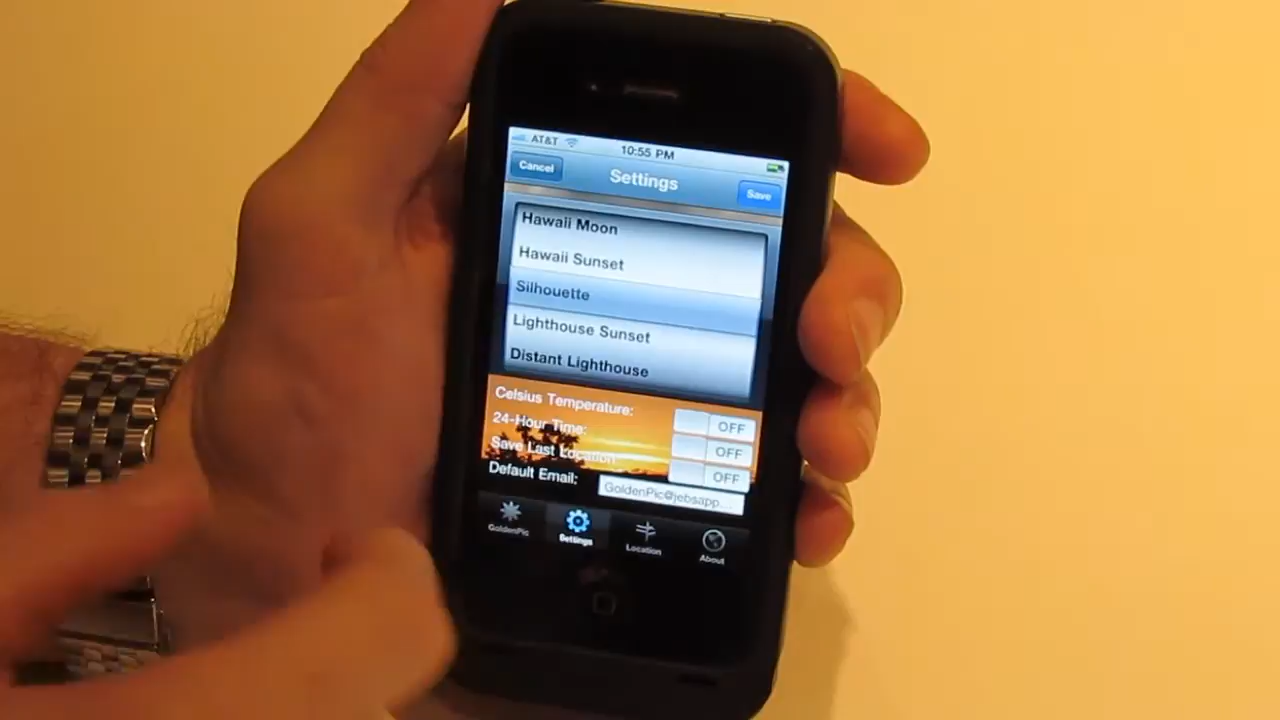 AT&T
10:55 PM
Cancel
Settings
Save
Hawaii Moon
Hawaii Sunset
Silhouette
Lighthouse Sunset
Distant Lighthouse
Celsius Temperature:
OFF
24-Hour Time:
OFF
Save Last Location
OFF
Default Email:
GoldenPic@jebsapp...
GoldenPic
Settings
Location
About